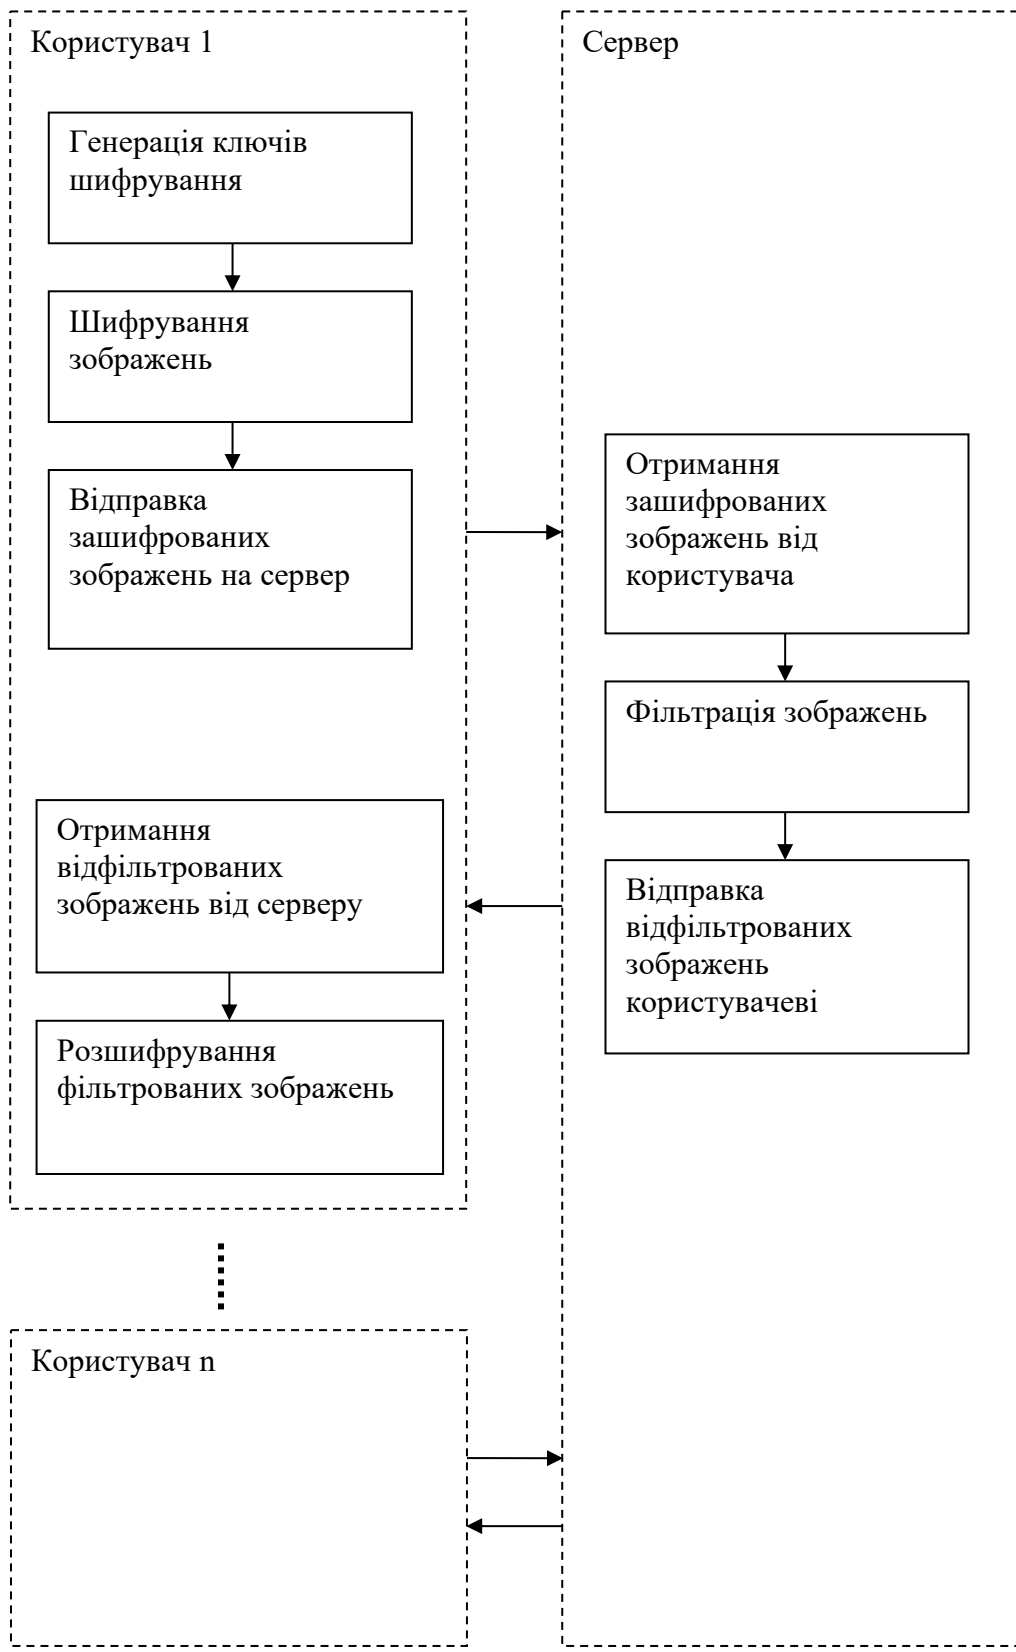 Користувач 1
Генерація ключів
шифрування
Шифрування
зображень
Відправка
зашифрованих
зображень на сервер
Отримання
відфільтрованих
зображень від серверу
Розшифрування
фільтрованих зображень
Користувач n
Сервер
Отримання
зашифрованих
зображень від
користувача
Фільтрація зображень
Відправка
відфільтрованих
зображень
користувачеві